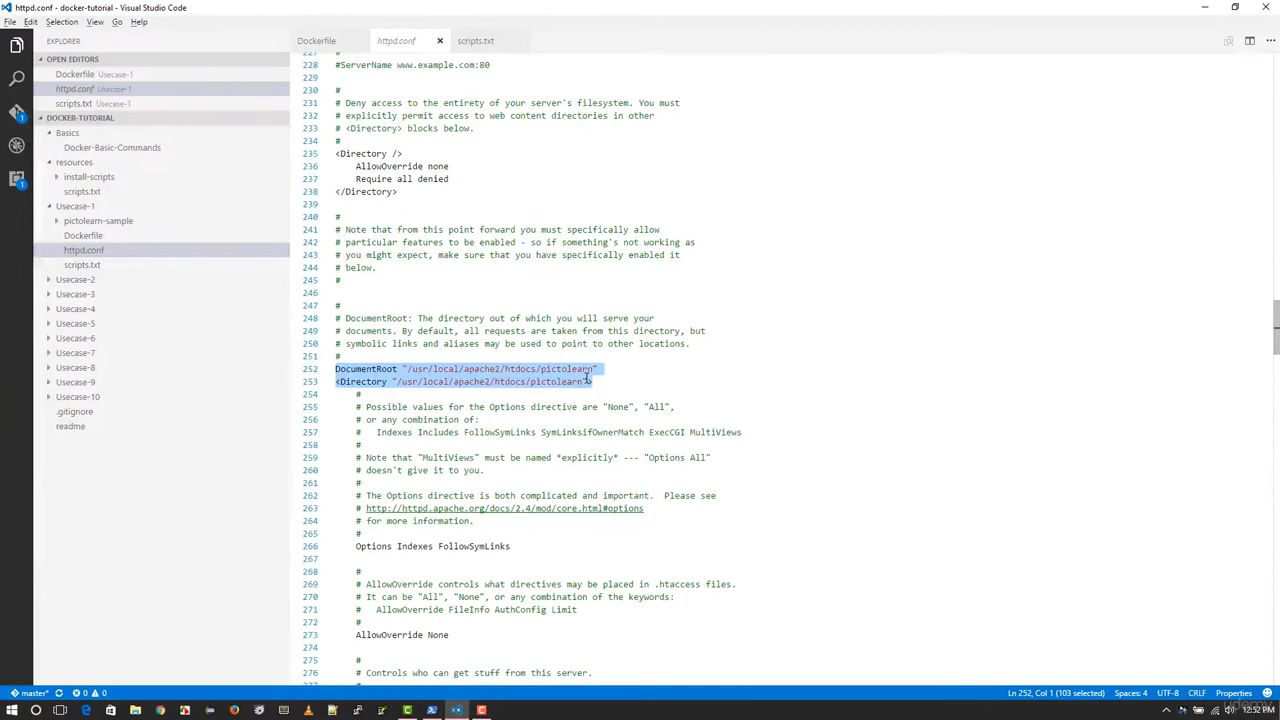 httpd.conf - docker-tutorial - Visual Studio Code
File Edit Selection View Go Help
EXPLORER
OPEN EDITORS
Dockerfile Usecase-1
httpd.conf Usecase-1
scripts.txt Usecase-1
DOCKER-TUTORIAL
Basics
Docker-Basic-Commands
resources
install-scripts
scripts.txt
Usecase-1
pictolearn-sample
Dockerfile
httpd.conf
scripts.txt
Usecase-2
Usecase-3
Usecase-4
Usecase-5
Usecase-6
Usecase-7
Usecase-8
Usecase-9
Usecase-10
.gitignore
readme
1
1
Dockerfile httpd.conf scripts.txt
227 #
228 #ServerName www.example.com:80
229
230 #
231 # Deny access to the entirety of your server's filesystem. You must
232 # explicitly permit access to web content directories in other
233 # <Directory> blocks below.
234 #
235 <Directory />
236 AllowOverride none
237 Require all denied
238 </Directory>
239
240 #
241 # Note that from this point forward you must specifically allow
242 # particular features to be enabled - so if something's not working as
243 # you might expect, make sure that you have specifically enabled it
244 # below.
245 #
246
247 #
248 # DocumentRoot: The directory out of which you will serve your
249 # documents. By default, all requests are taken from this directory, but
250 # symbolic links and aliases may be used to point to other locations.
251 #
252 DocumentRoot "/usr/local/apache2/htdocs/pictolearn"
253 <Directory "/usr/local/apache2/htdocs/pictolearn">
254 #
255 # Possible values for the Options directive are "None", "All",
256 # or any combination of:
257 # Indexes Includes FollowSymLinks SymLinksifOwnerMatch ExecCGI MultiViews
258 #
259 # Note that "MultiViews" must be named *explicitly* --- "Options All"
260 # doesn't give it to you.
261 #
262 # The Options directive is both complicated and important.  Please see
263 # http://httpd.apache.org/docs/2.4/mod/core.html#options
264 # for more information.
265 #
266 Options Indexes FollowSymLinks
267
268 #
269 # AllowOverride controls what directives may be placed in .htaccess files.
270 # It can be "All", "None", or any combination of the keywords:
271 # AllowOverride FileInfo AuthConfig Limit
272 #
273 AllowOverride None
274
275 #
276 # Controls who can get stuff from this server.
master* 0 0 Ln 252, Col 1 (103 selected) Spaces: 4 UTF-8 CRLF Properties
udemy
12:52 PM